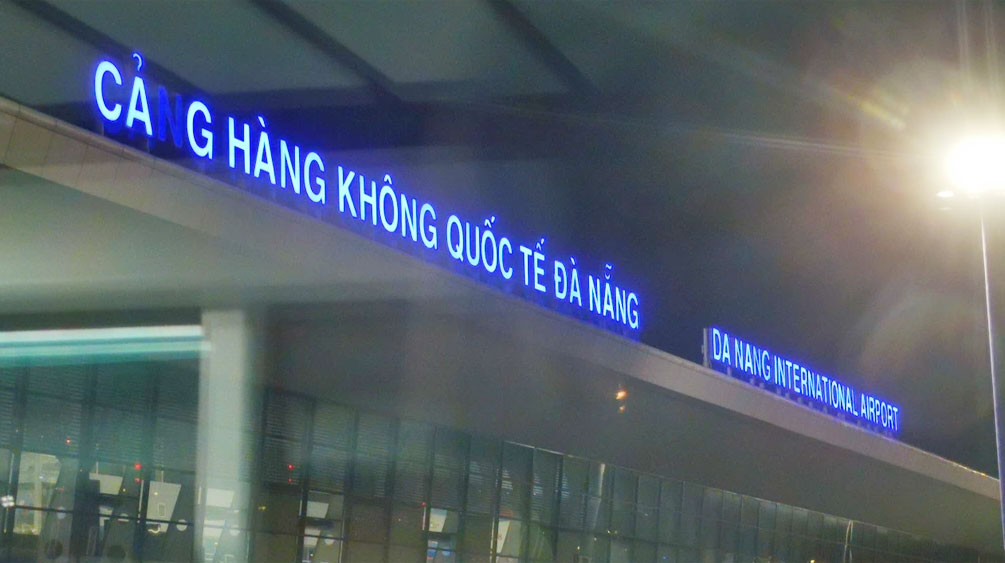 CẢNG HÀNG KHÔNG QUỐC TẾ ĐÀ NẴNG
DA NANG INTERNATIONAL AIRPORT